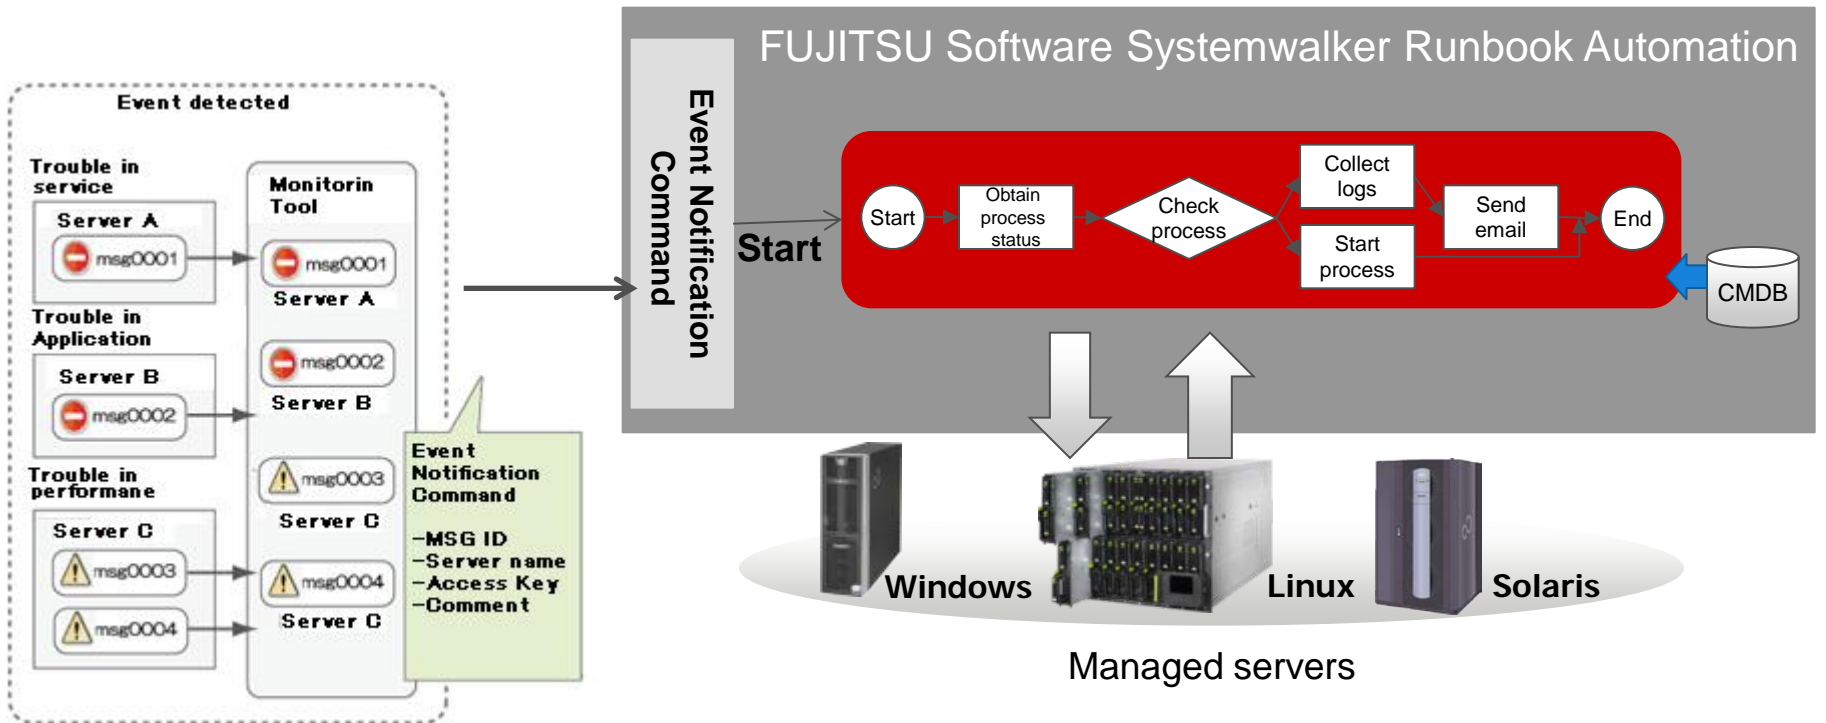 FUJITSU Software Systemwalker Runbook Automation
Event detected
Trouble in
service
Server A
msg0001
Trouble in
Application
Server B
msg0002
Trouble in
performane
Server C
msg0003
msg0004
Monitorin
Tool
msg0001
Server A
msg0002
Server B
msg0003
Server C
msg0004
Server C
Event
Notification
Command
-MSG ID
-Server name
-Access Key
-Comment
Event Notification
Command
Start
Start
Obtain
process
status
Check
process
Collect
logs
Start
process
Send
email
End
CMDB
Windows
Linux
Solaris
Managed servers